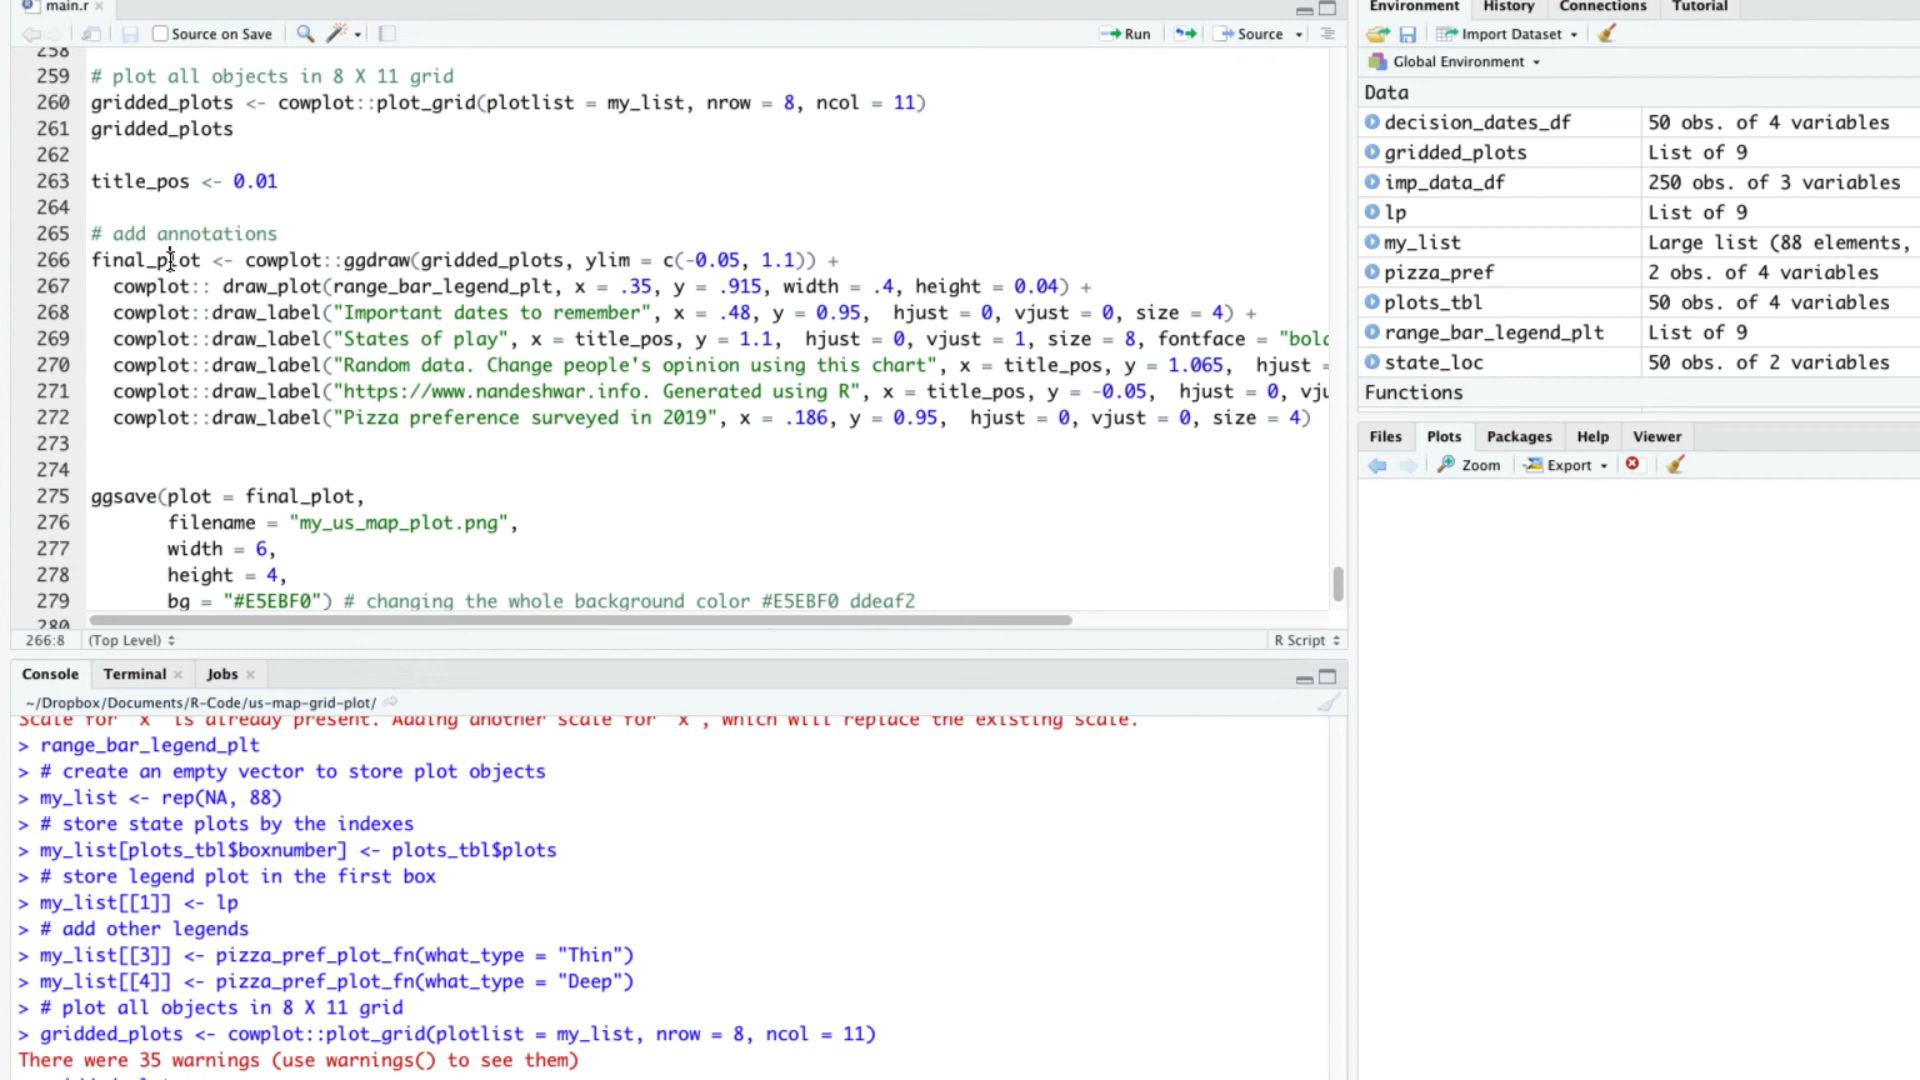 main.r ×
Source on Save
Run
Source
258
259 # plot all objects in 8 X 11 grid
260 gridded_plots <- cowplot::plot_grid(plotlist = my_list, nrow = 8, ncol = 11)
261 gridded_plots
262
263 title_pos <- 0.01
264
265 # add annotations
266 final_plot <- cowplot::ggdraw(gridded_plots, ylim = c(-0.05, 1.1)) +
267 cowplot:: draw_plot(range_bar_legend_plt, x = .35, y = .915, width = .4, height = 0.04) +
268 cowplot::draw_label("Important dates to remember", x = .48, y = 0.95,  hjust = 0, vjust = 0, size = 4) +
269 cowplot::draw_label("States of play", x = title_pos, y = 1.1,  hjust = 0, vjust = 1, size = 8, fontface = "bold
270 cowplot::draw_label("Random data. Change people's opinion using this chart", x = title_pos, y = 1.065,  hjust =
271 cowplot::draw_label("https://www.nandeshwar.info. Generated using R", x = title_pos, y = -0.05,  hjust = 0, vju
272 cowplot::draw_label("Pizza preference surveyed in 2019", x = .186, y = 0.95,  hjust = 0, vjust = 0, size = 4)
273
274
275 ggsave(plot = final_plot,
276 filename = "my_us_map_plot.png",
277 width = 6,
278 height = 4,
279 bg = "#E5EBF0") # changing the whole background color #E5EBF0 ddeaf2
280
266:8 (Top Level) R Script
Console Terminal × Jobs ×
~/Dropbox/Documents/R-Code/us-map-grid-plot/
Scale for 'x' is already present. Adding another scale for 'x', which will replace the existing scale.
> range_bar_legend_plt
> # create an empty vector to store plot objects
> my_list <- rep(NA, 88)
> # store state plots by the indexes
> my_list[plots_tbl$boxnumber] <- plots_tbl$plots
> # store legend plot in the first box
> my_list[[1]] <- lp
> # add other legends
> my_list[[3]] <- pizza_pref_plot_fn(what_type = "Thin")
> my_list[[4]] <- pizza_pref_plot_fn(what_type = "Deep")
> # plot all objects in 8 X 11 grid
> gridded_plots <- cowplot::plot_grid(plotlist = my_list, nrow = 8, ncol = 11)
There were 35 warnings (use warnings() to see them)
Environment History Connections Tutorial
Import Dataset
Global Environment
Data
decision_dates_df 50 obs. of 4 variables
gridded_plots List of 9
imp_data_df 250 obs. of 3 variables
lp List of 9
my_list Large list (88 elements,
pizza_pref 2 obs. of 4 variables
plots_tbl 50 obs. of 4 variables
range_bar_legend_plt List of 9
state_loc 50 obs. of 2 variables
Functions
Files Plots Packages Help Viewer
Zoom Export